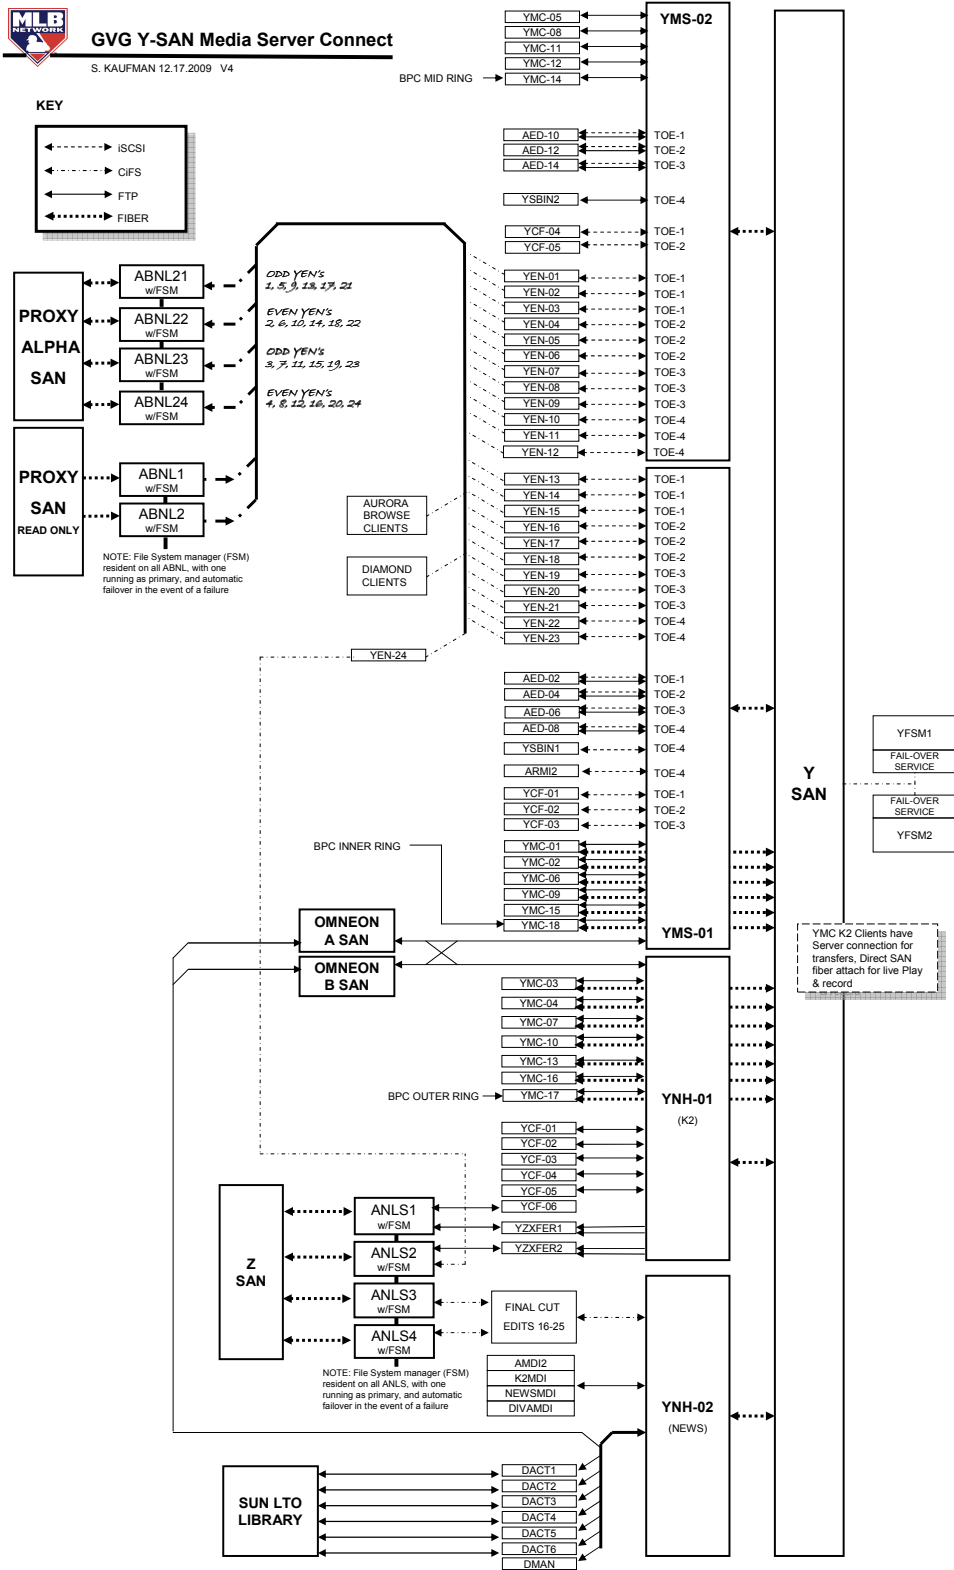 MLB
NETWORK
GVG Y-SAN Media Server Connect
S. KAUFMAN 12.17.2009 V4
KEY
iSCSI
CiFS
FTP
FIBER
BPC MID RING
YMC-05
YMC-08
YMC-11
YMC-12
YMC-14
YMS-02
AED-10 TOE-1
AED-12 TOE-2
AED-14 TOE-3
YSBIN2 TOE-4
YCF-04 TOE-1
YCF-05 TOE-2
YEN-01 TOE-1
YEN-02 TOE-1
YEN-03 TOE-1
YEN-04 TOE-2
YEN-05 TOE-2
YEN-06 TOE-2
YEN-07 TOE-3
YEN-08 TOE-3
YEN-09 TOE-3
YEN-10 TOE-4
YEN-11 TOE-4
YEN-12 TOE-4
PROXY
ALPHA
SAN
ABNL21
w/FSM
ABNL22
w/FSM
ABNL23
w/FSM
ABNL24
w/FSM
ODD YEN'S
1, 5, 9, 13, 17, 21
EVEN YEN'S
2, 6, 10, 14, 18, 22
ODD YEN'S
3, 7, 11, 15, 19, 23
EVEN YEN'S
4, 8, 12, 16, 20, 24
PROXY
SAN
READ ONLY
ABNL1
w/FSM
ABNL2
w/FSM
NOTE: File System manager (FSM)
resident on all ABNL, with one
running as primary, and automatic
failover in the event of a failure
AURORA
BROWSE
CLIENTS
DIAMOND
CLIENTS
YEN-24
YEN-13 TOE-1
YEN-14 TOE-1
YEN-15 TOE-1
YEN-16 TOE-2
YEN-17 TOE-2
YEN-18 TOE-2
YEN-19 TOE-3
YEN-20 TOE-3
YEN-21 TOE-3
YEN-22 TOE-4
YEN-23 TOE-4
AED-02 TOE-1
AED-04 TOE-2
AED-06 TOE-3
AED-08 TOE-4
YSBIN1 TOE-4
ARMI2 TOE-4
YCF-01 TOE-1
YCF-02 TOE-2
YCF-03 TOE-3
BPC INNER RING
YMC-01
YMC-02
YMC-06
YMC-09
YMC-15
YMC-18
YMS-01
Y
SAN
YFSM1
FAIL-OVER
SERVICE
FAIL-OVER
SERVICE
YFSM2
YMC K2 Clients have
Server connection for
transfers, Direct SAN
fiber attach for live Play
& record
OMNEON
A SAN
OMNEON
B SAN
YMC-03
YMC-04
YMC-07
YMC-10
YMC-13
YMC-16
BPC OUTER RING
YMC-17
YNH-01
(K2)
YCF-01
YCF-02
YCF-03
YCF-04
YCF-05
YCF-06
YZXFER1
YZXFER2
Z
SAN
ANLS1
w/FSM
ANLS2
w/FSM
ANLS3
w/FSM
ANLS4
w/FSM
NOTE: File System manager (FSM)
resident on all ANLS, with one
running as primary, and automatic
failover in the event of a failure
FINAL CUT
EDITS 16-25
AMDI2
K2MDI
NEWSMDI
DIVAMDI
YNH-02
(NEWS)
SUN LTO
LIBRARY
DACT1
DACT2
DACT3
DACT4
DACT5
DACT6
DMAN